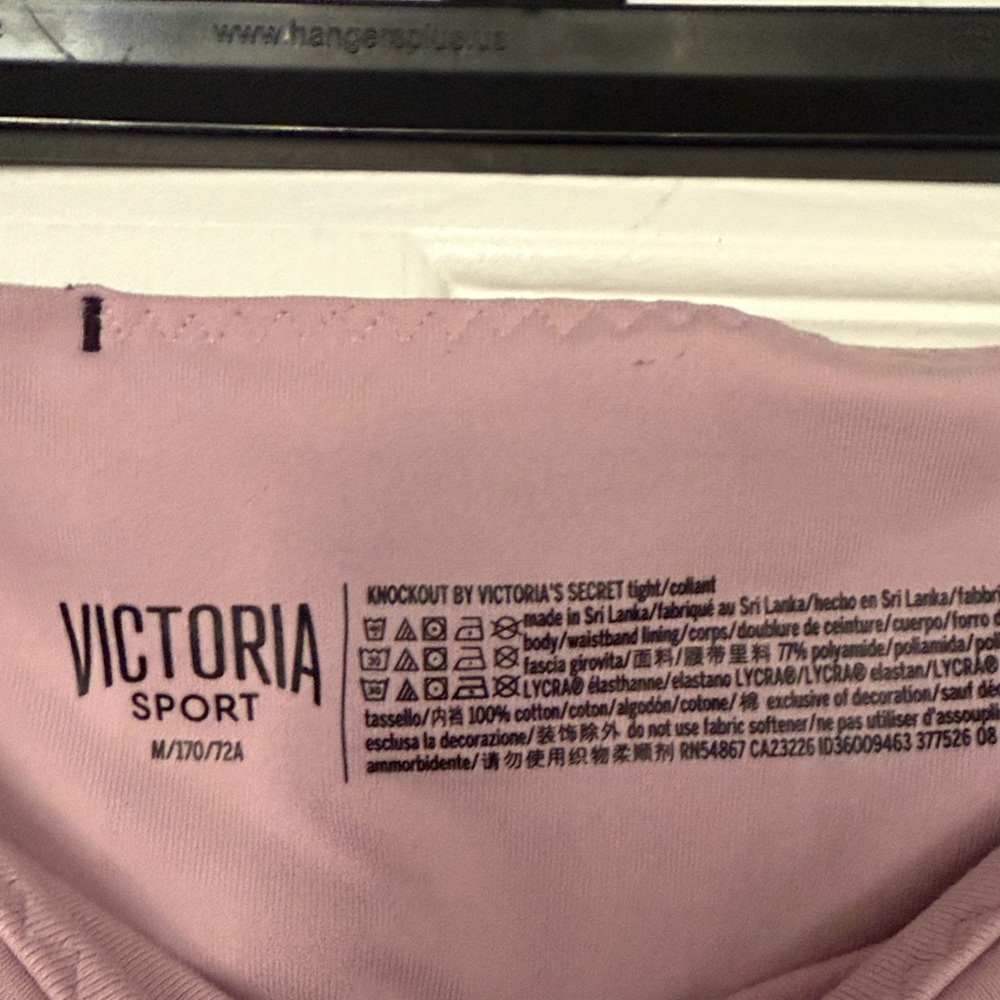 www.hangersplus.us
VICTORIA
SPORT
M/170/72A
KNOCKOUT BY VICTORIA'S SECRET tight/collant
made in Sri Lanka/fabriqué au Sri Lanka/hecho en Sri Lanka/fabbri
body/waistband lining/corps/doublure de ceinture/cuerpo/forro d
fascia girovita/面料/腰带里料 77% polyamide/poliamida/pol
LYCRA® élasthanne/elastano LYCRA®/LYCRA® elastan/LYCRA®
tassello/内裆 100% cotton/coton/algodón/cotone/棉 exclusive of decoration/sauf dés
esclusa la decorazione/装饰除外 do not use fabric softener/ne pas utiliser d'assoupli
ammorbidente/请勿使用织物柔顺剂 RN54867 CA23226 ID36009463 377526 08